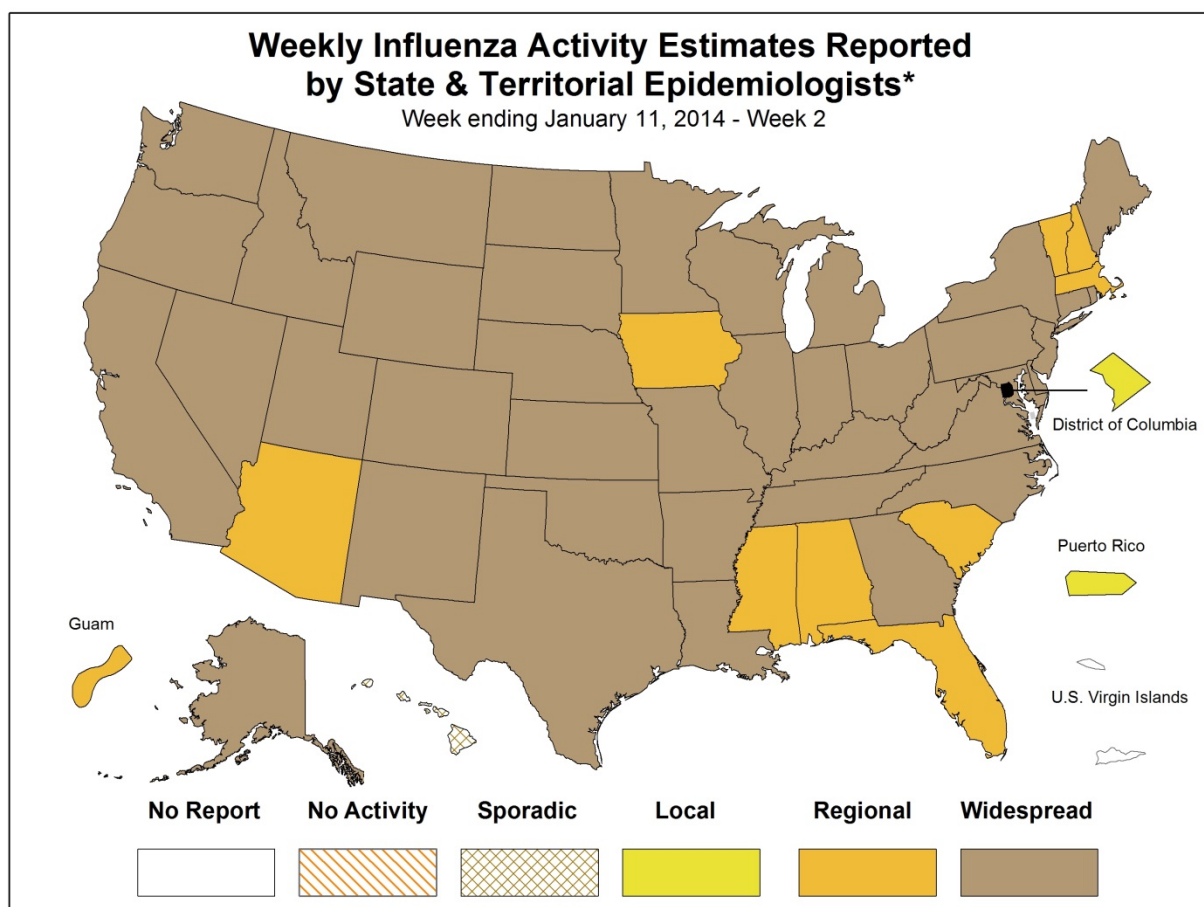 Weekly Influenza Activity Estimates Reported
by State & Territorial Epidemiologists*
Week ending January 11, 2014 - Week 2
District of Columbia
Puerto Rico
Guam
U.S. Virgin Islands
No Report No Activity Sporadic Local Regional Widespread